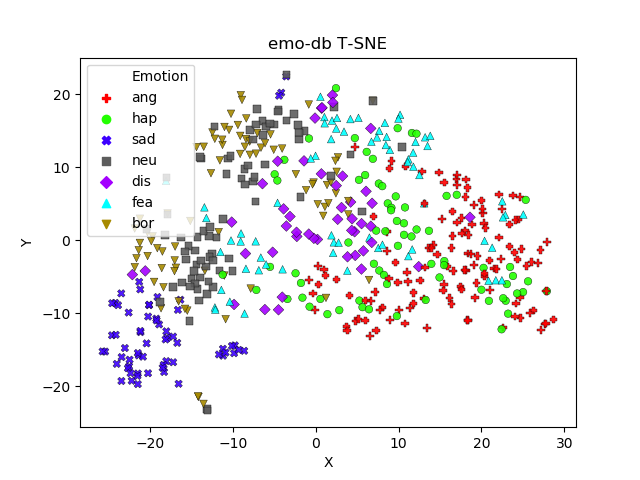 emo-db T-SNE
Emotion
ang
hap
sad
neu
dis
fea
bor
Y
20
10
0
−10
−20
−20
−10
0
10
20
30
X